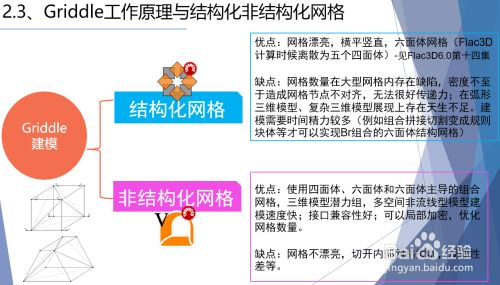 2.3、Griddle工作原理与结构化非结构化网格
Griddle
建模
结构化网格
优点：网格漂亮，横平竖直，六面体网格（Flac3D
计算时候离散为五个四面体）-见Flac3D6.0第十四集
缺点：网格数量在大型网格内存在缺陷，密度不至
于造成网格节点不对齐，无法很好传递力；在弧形
三维模型、复杂三维模型展现上存在天生不足。建
模需要时间精力较多（例如组合拼接切割变成规则
块体等才可以实现Br组合的六面体结构网格）
非结构化网格
V
优点：使用四面体、六面体和六面体主导的组合
网格，三维模型潜力组，多空间非流线型模型建
模速度快；接口兼容性好；可以局部加密，优化
网格数量。
缺点：网格不漂亮，切开内部
性
差等。
Baidu 经验
jingyan.baidu.com